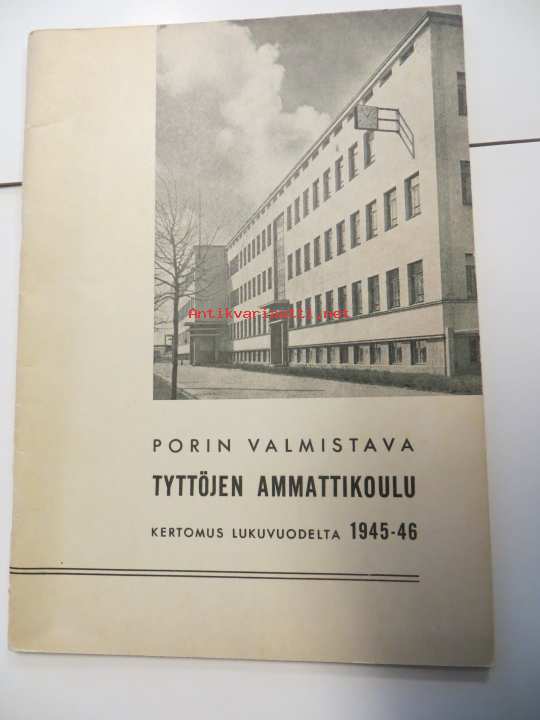 Antikvariaatti.net
PORIN VALMISTAVA
TYTTÖJEN AMMATTIKOULU
KERTOMUS LUKUVUODELTA 1945-46